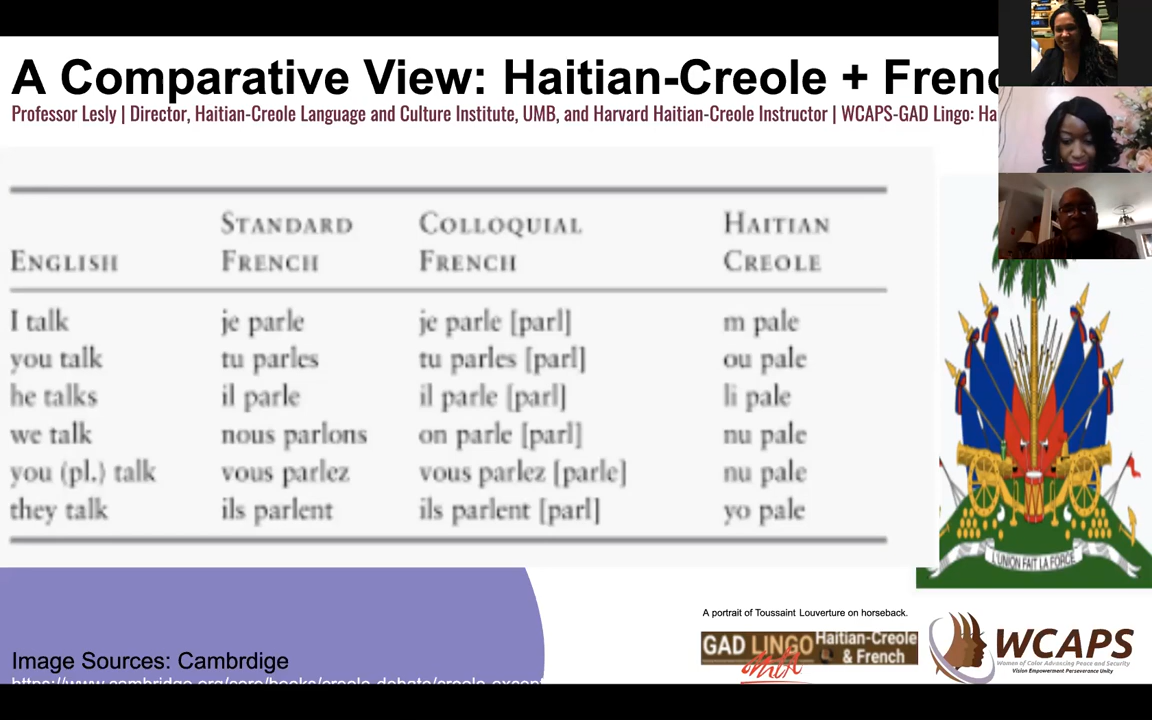 A Comparative View: Haitian-Creole + Frenc
Professor Lesly | Director, Haitian-Creole Language and Culture Institute, UMB, and Harvard Haitian-Creole Instructor | WCAPS-GAD Lingo: Ha
ENGLISH STANDARD FRENCH COLLOQUIAL FRENCH HAITIAN CREOLE
I talk je parle je parle [parl] m pale
you talk tu parles tu parles [parl] ou pale
he talks il parle il parle [parl] li pale
we talk nous parlons on parle [parl] nu pale
you (pl.) talk vous parlez vous parlez [parle] nu pale
they talk ils parlent ils parlent [parl] yo pale
L'UNION FAIT LA FORCE
A portrait of Toussaint Louverture on horseback.
GAD LINGO Haitian-Creole
& French
WCAPS
Women of Color Advancing Peace and Security
Vision Empowerment Perseverance Unity
Image Sources: Cambrdige